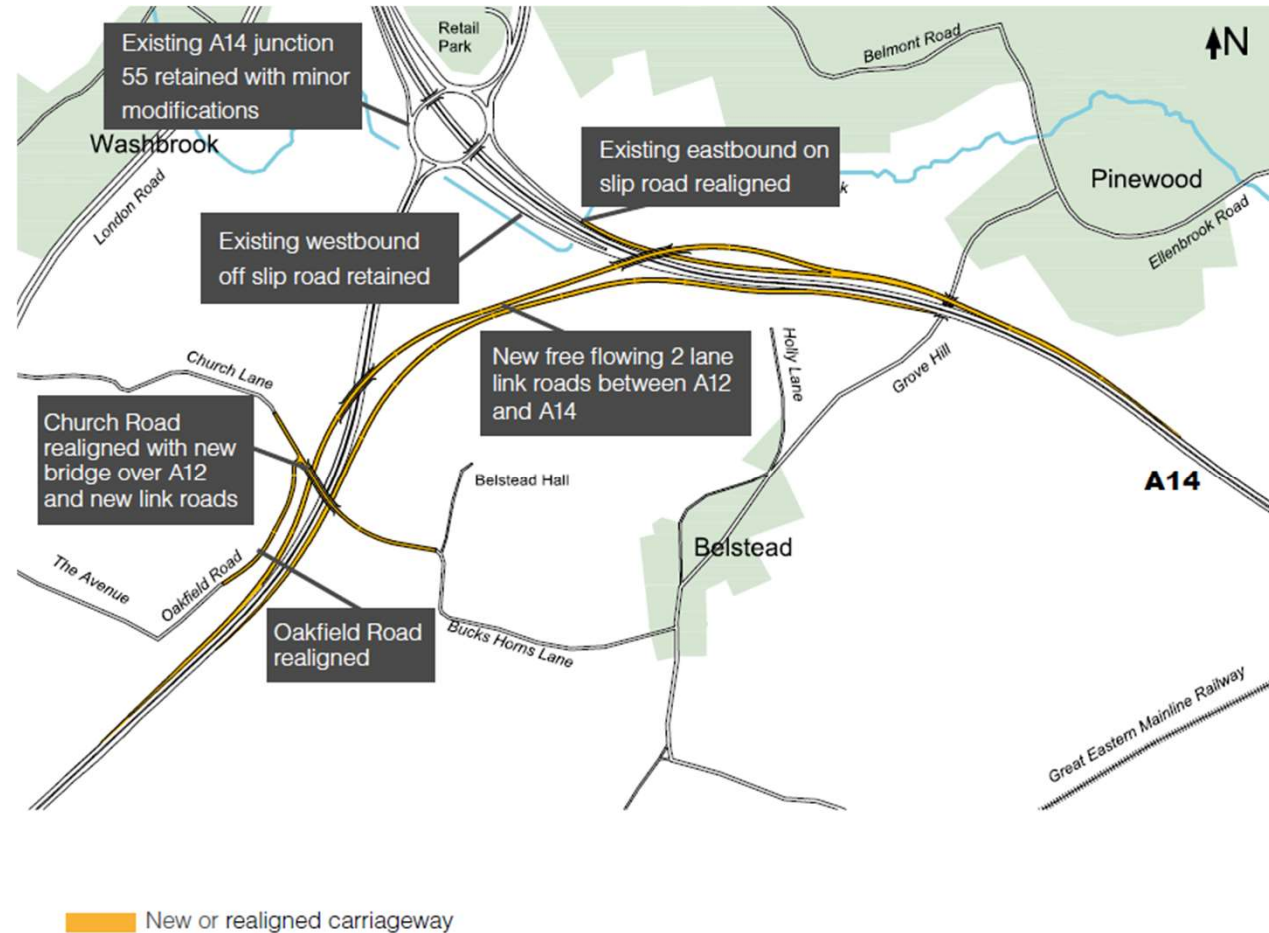 Existing A14 junction
55 retained with minor
modifications
Retail
Park
Belmont Road
N
Washbrook
London Road
Existing eastbound on
slip road realigned
k
Pinewood
Ellenbrook Road
Existing westbound
off slip road retained
New free flowing 2 lane
link roads between A12
and A14
Holly Lane
Grove Hill
Church Lane
Church Road
realigned with new
bridge over A12
and new link roads
Belstead Hall
A14
Belstead
The Avenue
Oakfield Road
Oakfield Road
realigned
Bucks Horns Lane
Great Eastern Mainline Railway
New or realigned carriageway